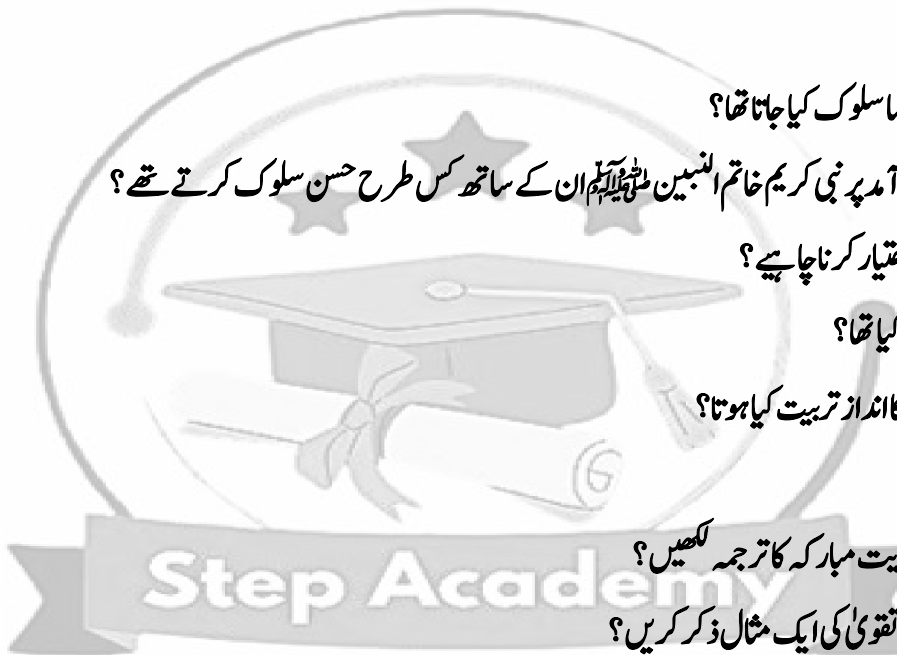 سا سلوک کیا جاتا تھا؟
آمد پر نبی کریم خاتم النبیین ﷺ ان کے ساتھ کس طرح حسن سلوک کرتے تھے؟
ختیار کرنا چاہیے؟
کیا تھا؟
کا انداز تربیت کیا ہوتا؟
یت مبارکہ کا ترجمہ لکھیں؟
Step Academy
تقویٰ کی ایک مثال ذکر کریں؟